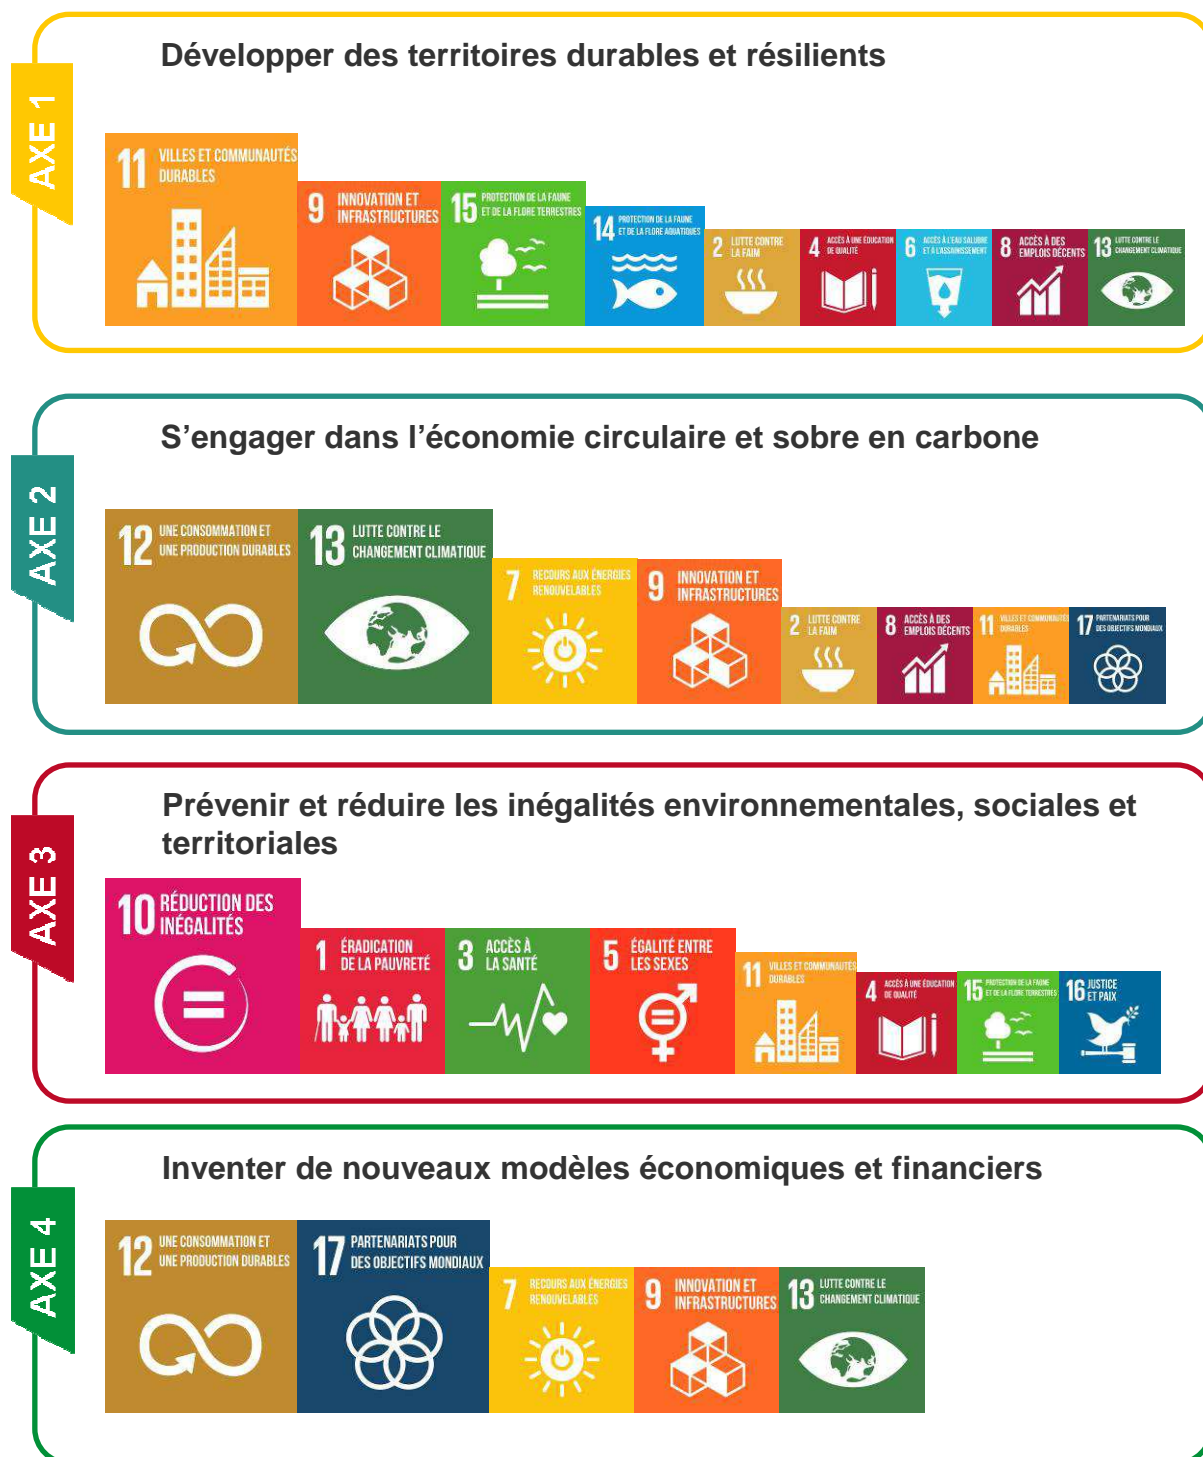 AXE 1
Développer des territoires durables et résilients
11 VILLES ET COMMUNAUTÉS
DURABLES
9 INNOVATION ET
INFRASTRUCTURES
15 PROTECTION DE LA FAUNE
ET DE LA FLORE TERRESTRES
14 PROTECTION DE LA FAUNE
ET DE LA FLORE AQUATIQUES
2 LUTTE CONTRE
LA FAIM
4 ACCÈS À UNE ÉDUCATION
DE QUALITÉ
6 ACCÈS À L'EAU SALUBRE
ET À L'ASSAINISSEMENT
8 ACCÈS À DES
EMPLOIS DÉCENTS
13 LUTTE CONTRE LE
CHANGEMENT CLIMATIQUE
AXE 2
S'engager dans l'économie circulaire et sobre en carbone
12 UNE CONSOMMATION ET
UNE PRODUCTION DURABLES
13 LUTTE CONTRE LE
CHANGEMENT CLIMATIQUE
7 RECOURS AUX ÉNERGIES
RENOUVELABLES
9 INNOVATION ET
INFRASTRUCTURES
2 LUTTE CONTRE
LA FAIM
8 ACCÈS À DES
EMPLOIS DÉCENTS
11 VILLES ET COMMUNAUTÉS
DURABLES
17 PARTENARIATS POUR
DES OBJECTIFS MONDIAUX
AXE 3
Prévenir et réduire les inégalités environnementales, sociales et
territoriales
10 RÉDUCTION DES
INÉGALITÉS
1 ÉRADICATION
DE LA PAUVRETÉ
3 ACCÈS À
LA SANTÉ
5 ÉGALITÉ ENTRE
LES SEXES
11 VILLES ET COMMUNAUTÉS
DURABLES
4 ACCÈS À UNE ÉDUCATION
DE QUALITÉ
15 PROTECTION DE LA FAUNE
ET DE LA FLORE TERRESTRES
16 JUSTICE
ET PAIX
AXE 4
Inventer de nouveaux modèles économiques et financiers
12 UNE CONSOMMATION ET
UNE PRODUCTION DURABLES
17 PARTENARIATS POUR
DES OBJECTIFS MONDIAUX
7 RECOURS AUX ÉNERGIES
RENOUVELABLES
9 INNOVATION ET
INFRASTRUCTURES
13 LUTTE CONTRE LE
CHANGEMENT CLIMATIQUE